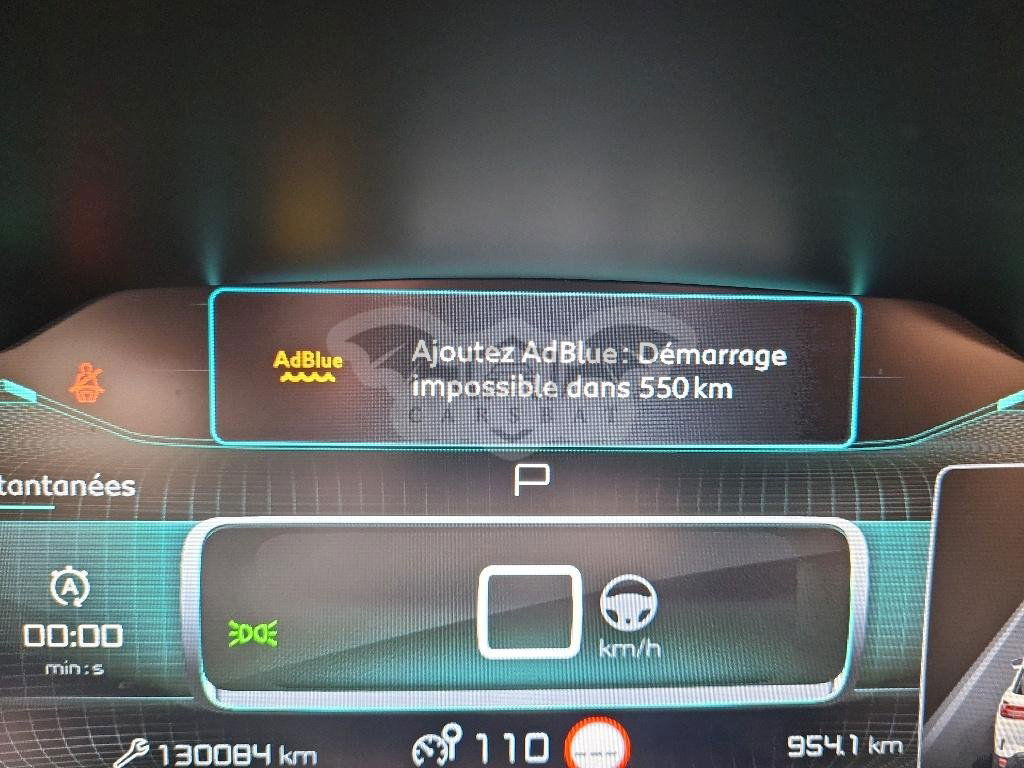 AdBlue
Ajoutez AdBlue : Démarrage
impossible dans 550 km
CARSEAT
tantanées
P
A
00:00
min:s
km/h
130084 km
110
---
954.1 km